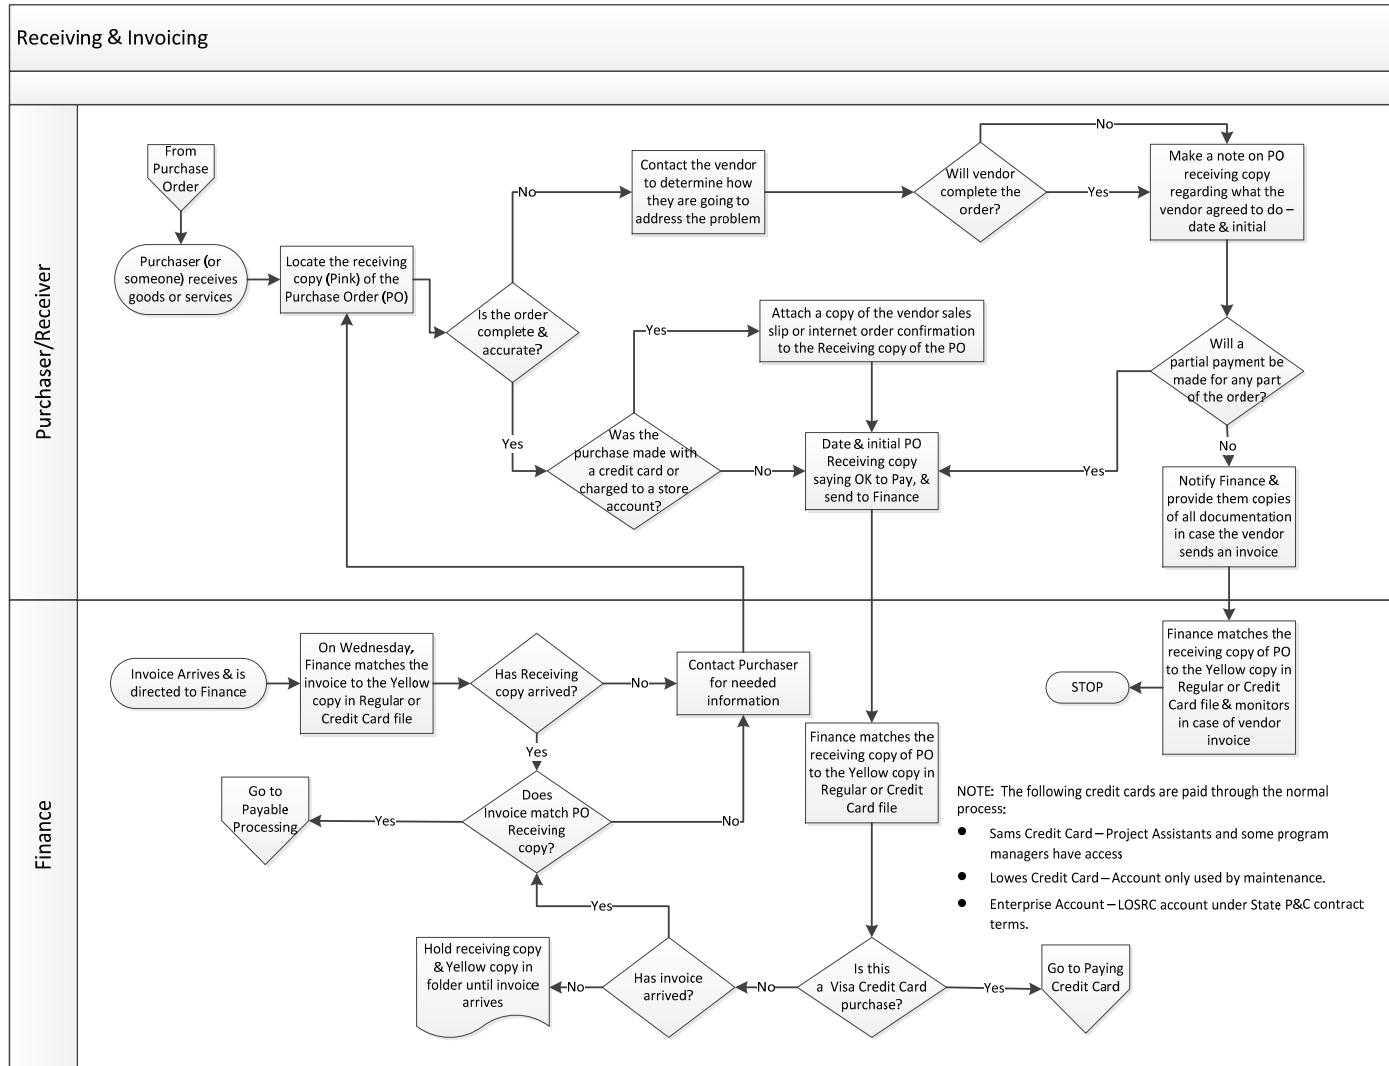 Receiving & Invoicing
Purchaser/Receiver
From
Purchase
Order
Purchaser (or
someone) receives
goods or services
Locate the receiving
copy (Pink) of the
Purchase Order (PO)
Is the order
complete &
accurate?
No
Contact the vendor
to determine how
they are going to
address the problem
Will vendor
complete the
order?
No
Yes
Make a note on PO
receiving copy
regarding what the
vendor agreed to do –
date & initial
Yes
Was the
purchase made with
a credit card or
charged to a store
account?
Yes
Attach a copy of the vendor sales
slip or internet order confirmation
to the Receiving copy of the PO
No
Date & initial PO
Receiving copy
saying OK to Pay, &
send to Finance
Will a
partial payment be
made for any part
of the order?
Yes
No
Notify Finance &
provide them copies
of all documentation
in case the vendor
sends an invoice
Finance
Invoice Arrives & is
directed to Finance
On Wednesday,
Finance matches the
invoice to the Yellow
copy in Regular or
Credit Card file
Has Receiving
copy arrived?
No
Contact Purchaser
for needed
information
Yes
Does
Invoice match PO
Receiving
copy?
No
Yes
Go to
Payable
Processing
Finance matches the
receiving copy of PO
to the Yellow copy in
Regular or Credit
Card file
STOP
Finance matches the
receiving copy of PO
to the Yellow copy in
Regular or Credit
Card file & monitors
in case of vendor
invoice
NOTE:  The following credit cards are paid through the normal
process:
● Sams Credit Card – Project Assistants and some program
managers have access
● Lowes Credit Card – Account only used by maintenance.
● Enterprise Account – LOSRC account under State P&C contract
terms.
Yes
Hold receiving copy
& Yellow copy in
folder until invoice
arrives
No
Has invoice
arrived?
No
Is this
a Visa Credit Card
purchase?
Yes
Go to Paying
Credit Card